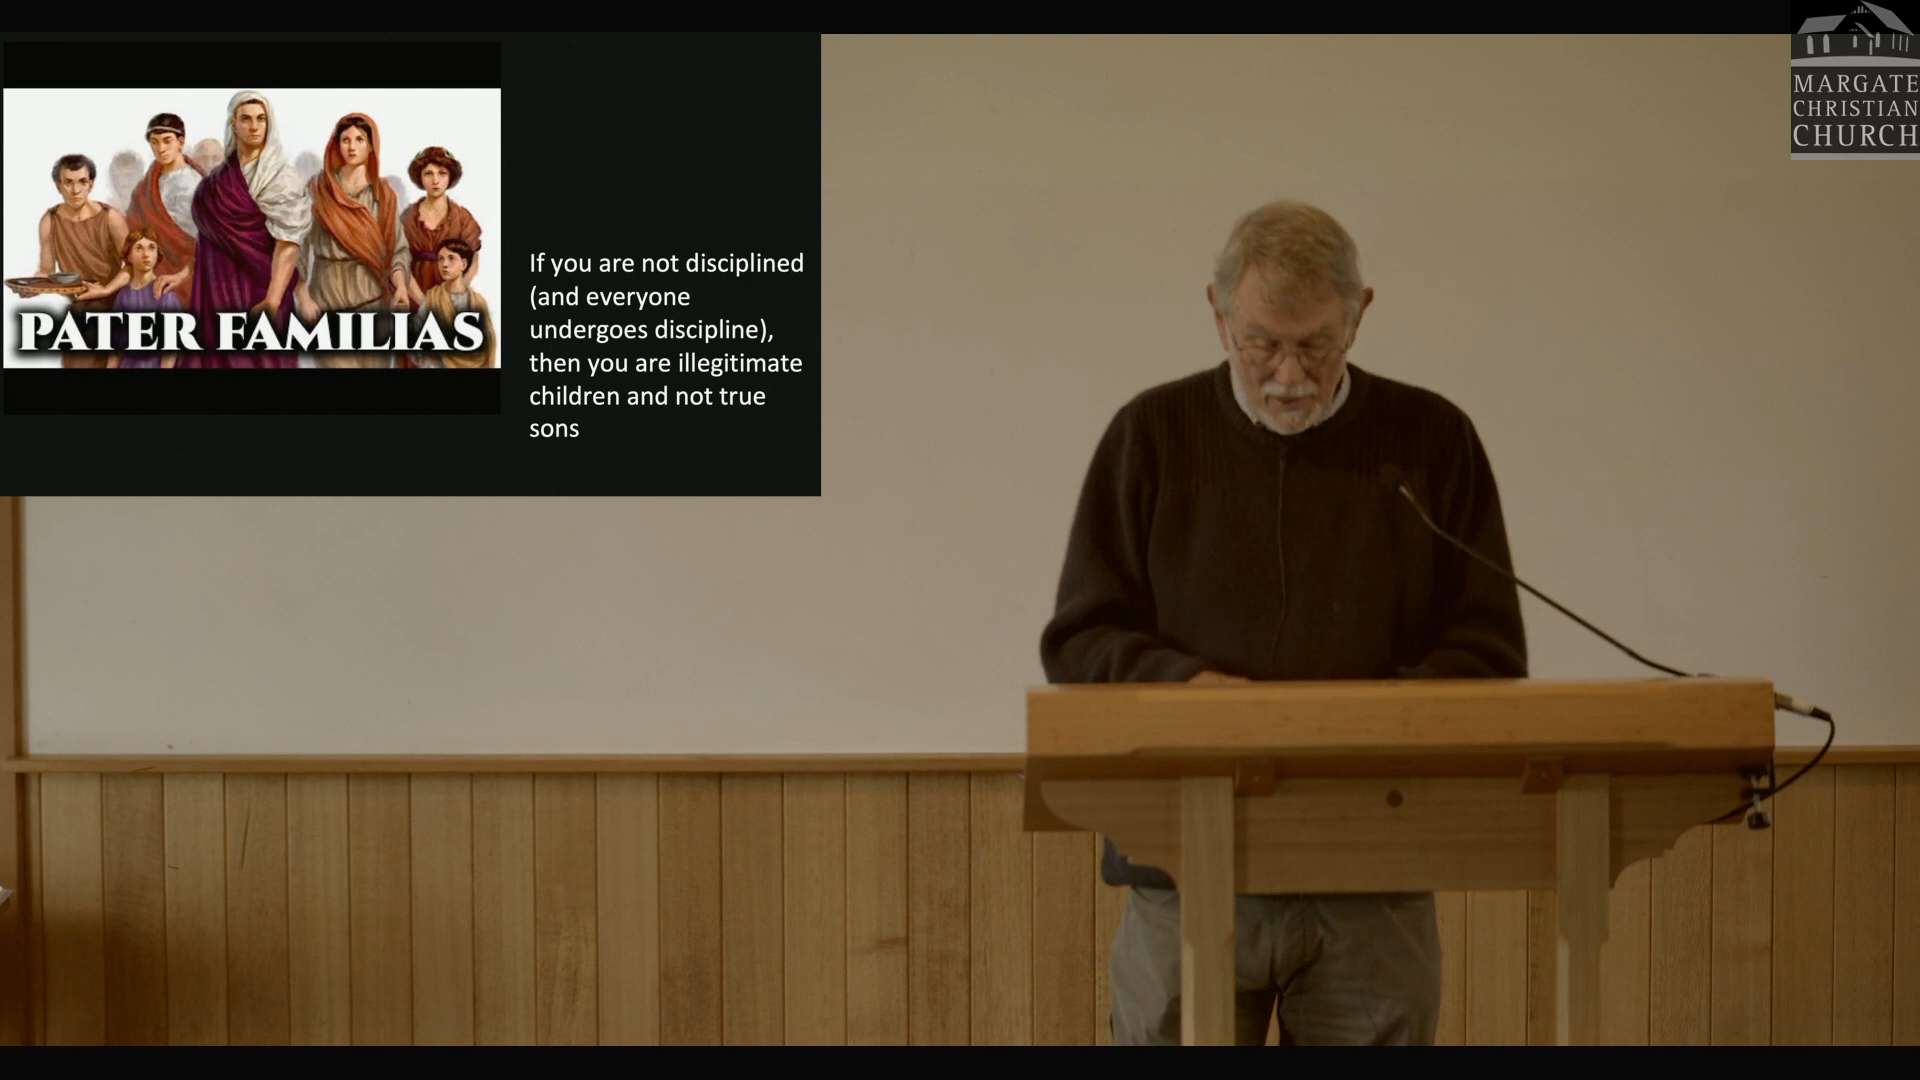 PATER FAMILIAS
If you are not disciplined
(and everyone
undergoes discipline),
then you are illegitimate
children and not true
sons
MARGATE
CHRISTIAN
CHURCH